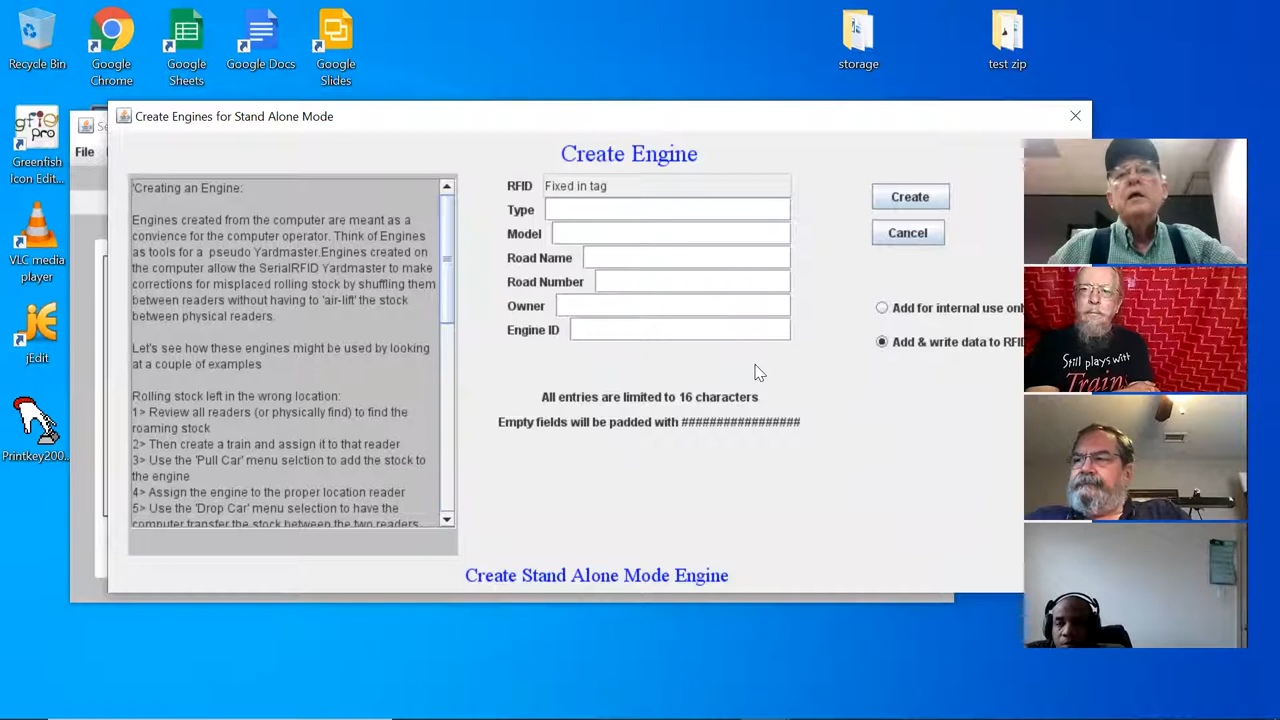 Recycle Bin
Google
Chrome
Google
Sheets
Google Docs
Google
Slides
storage
test zip
gfie
pro
Greenfish
Icon Edit...
VLC media
player
jEdit
Printkey200...
File
Create Engines for Stand Alone Mode
Create Engine
'Creating an Engine:
Engines created from the computer are meant as a
convience for the computer operator. Think of Engines
as tools for a pseudo Yardmaster.Engines created on
the computer allow the SerialRFID Yardmaster to make
corrections for misplaced rolling stock by shuffling them
between readers without having to 'air-lift' the stock
between physical readers.
Let's see how these engines might be used by looking
at a couple of examples
Rolling stock left in the wrong location:
1> Review all readers (or physically find) to find the
roaming stock
2> Then create a train and assign it to that reader
3> Use the 'Pull Car' menu selction to add the stock to
the engine
4> Assign the engine to the proper location reader
5> Use the 'Drop Car' menu selection to have the
computer transfer the stock between the two readers
RFID Fixed in tag
Type
Model
Road Name
Road Number
Owner
Engine ID
All entries are limited to 16 characters
Empty fields will be padded with ################
Create
Cancel
Add for internal use onl
Add & write data to RFID
Create Stand Alone Mode Engine
Still plays with
Trains